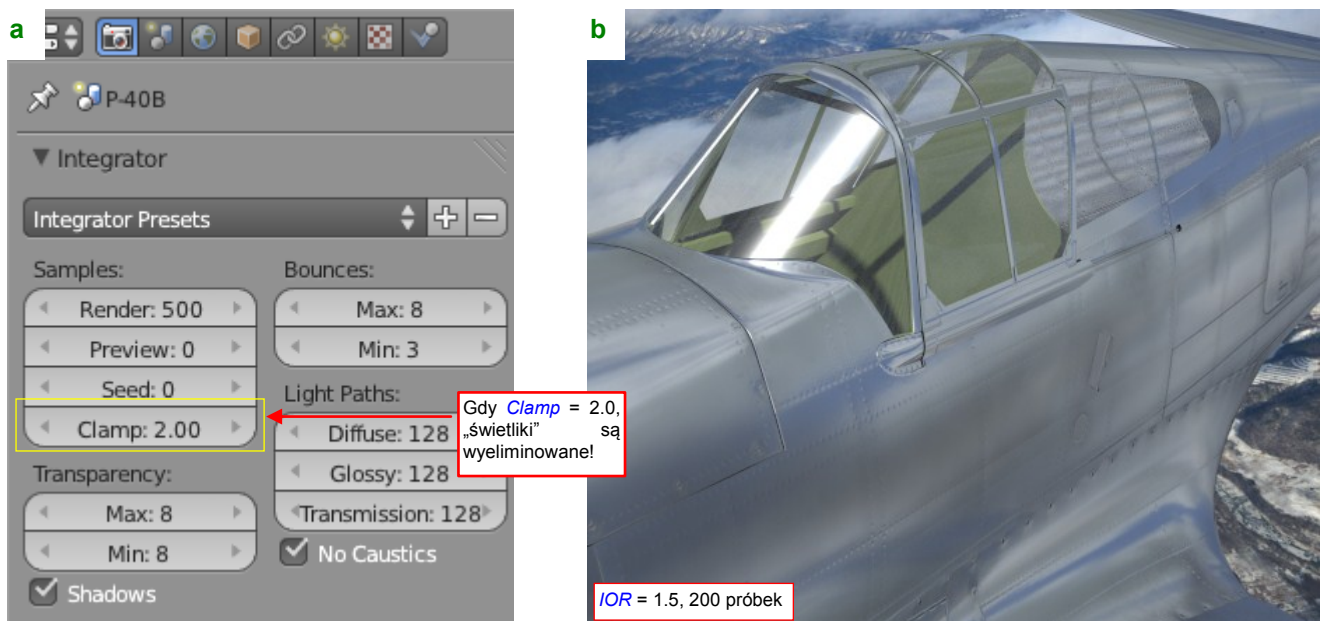 a
P-40B
Integrator
Integrator Presets
Samples:
Render: 500
Preview: 0
Seed: 0
Clamp: 2.00
Transparency:
Max: 8
Min: 8
Shadows
Bounces:
Max: 8
Min: 3
Light Paths:
Diffuse: 128
Glossy: 128
Transmission: 128
No Caustics
Gdy Clamp = 2.0,
„świetliki” są
wyeliminowane!
b
IOR = 1.5, 200 próbek